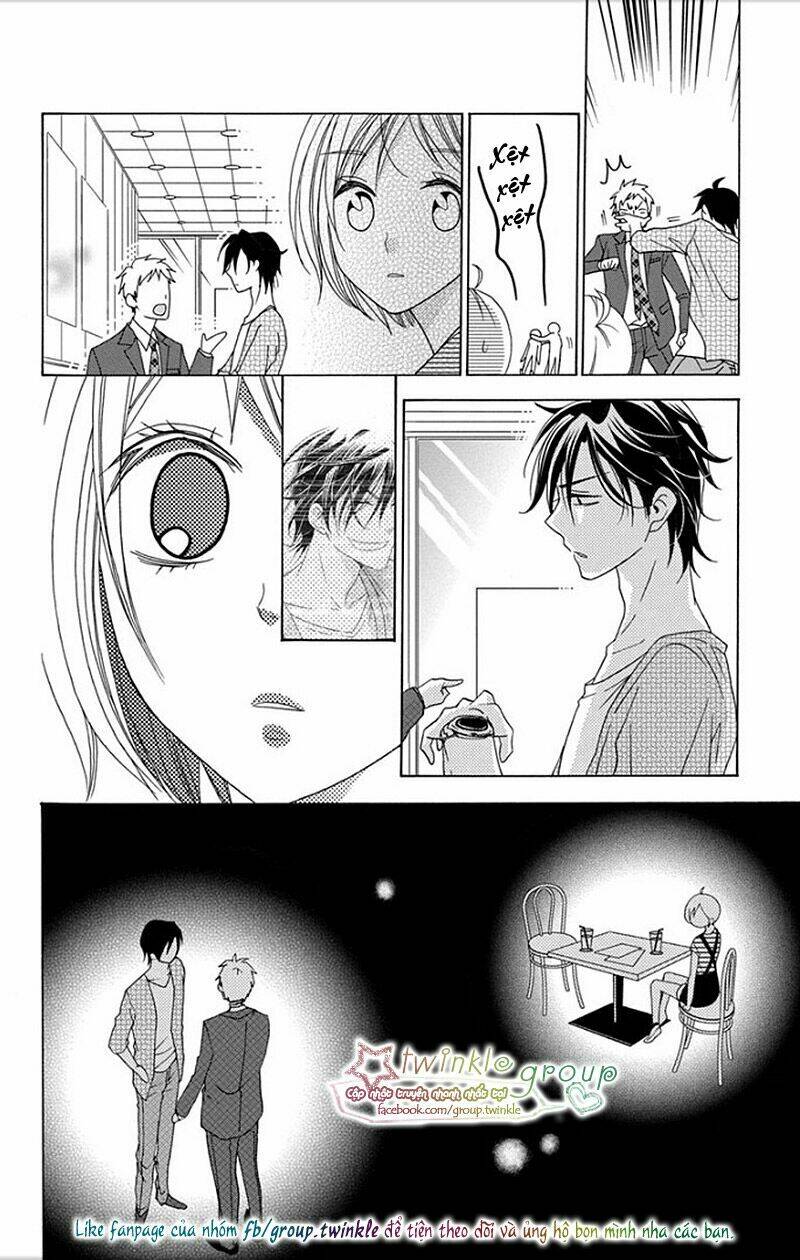 Xệt
xệt
xệt
twinkle group
Cập nhật truyện nhanh nhất tại
facebook.com/group.twinkle
Like fanpage của nhóm fb/group.twinkle để tiện theo dõi và ủng hộ bọn mình nha các bạn.